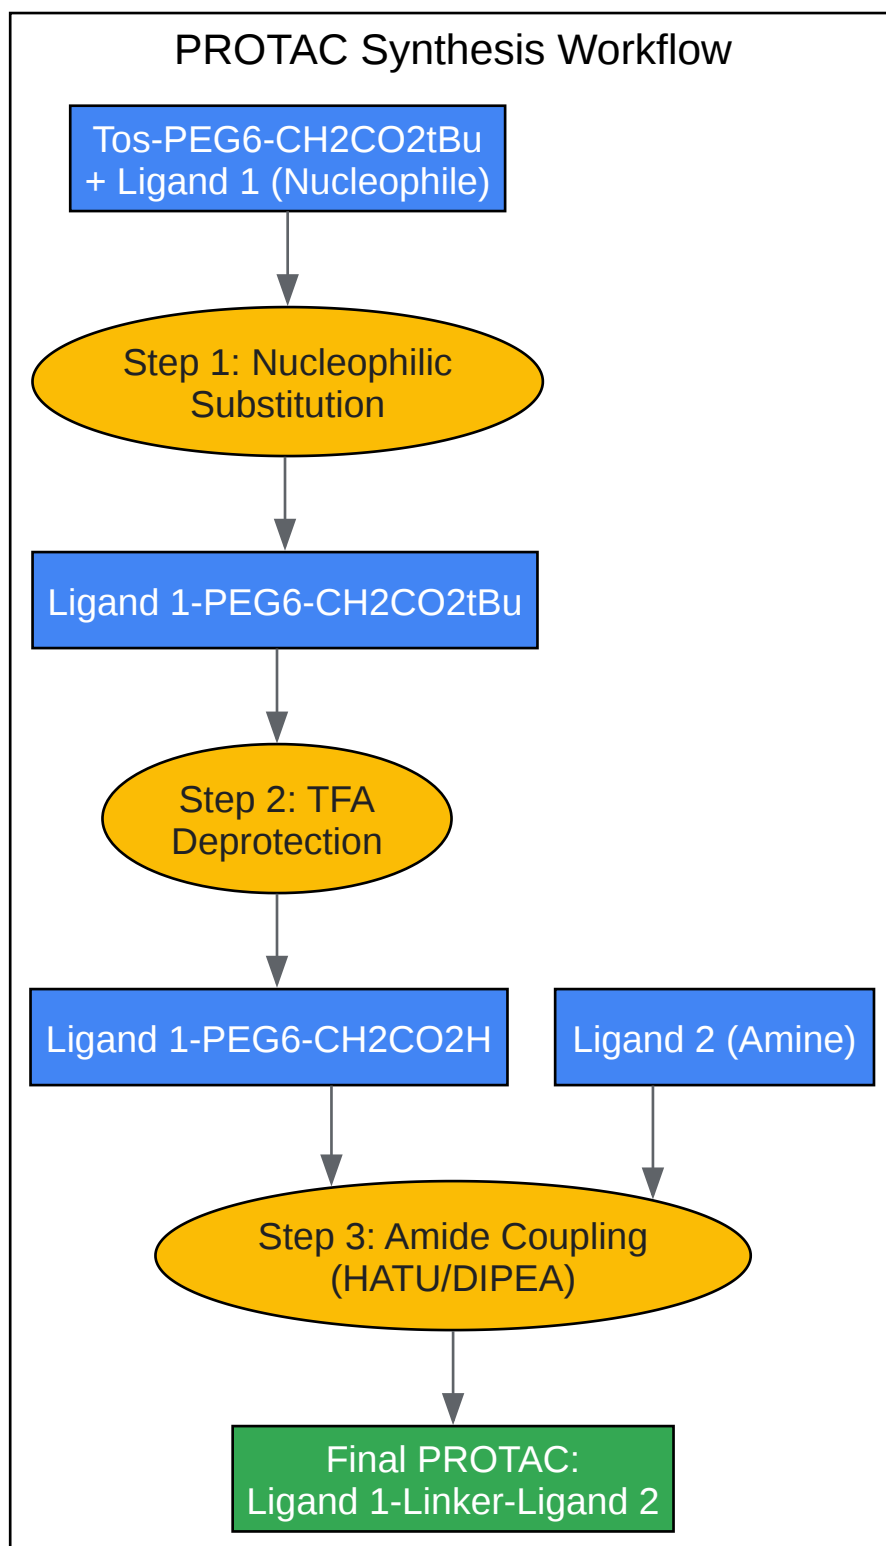 PROTAC Synthesis Workflow
Tos-PEG6-CH2CO2tBu
+ Ligand 1 (Nucleophile)
Step 1: Nucleophilic
Substitution
Ligand 1-PEG6-CH2CO2tBu
Step 2: TFA
Deprotection
Ligand 1-PEG6-CH2CO2H
Ligand 2 (Amine)
Step 3: Amide Coupling
(HATU/DIPEA)
Final PROTAC:
Ligand 1-Linker-Ligand 2